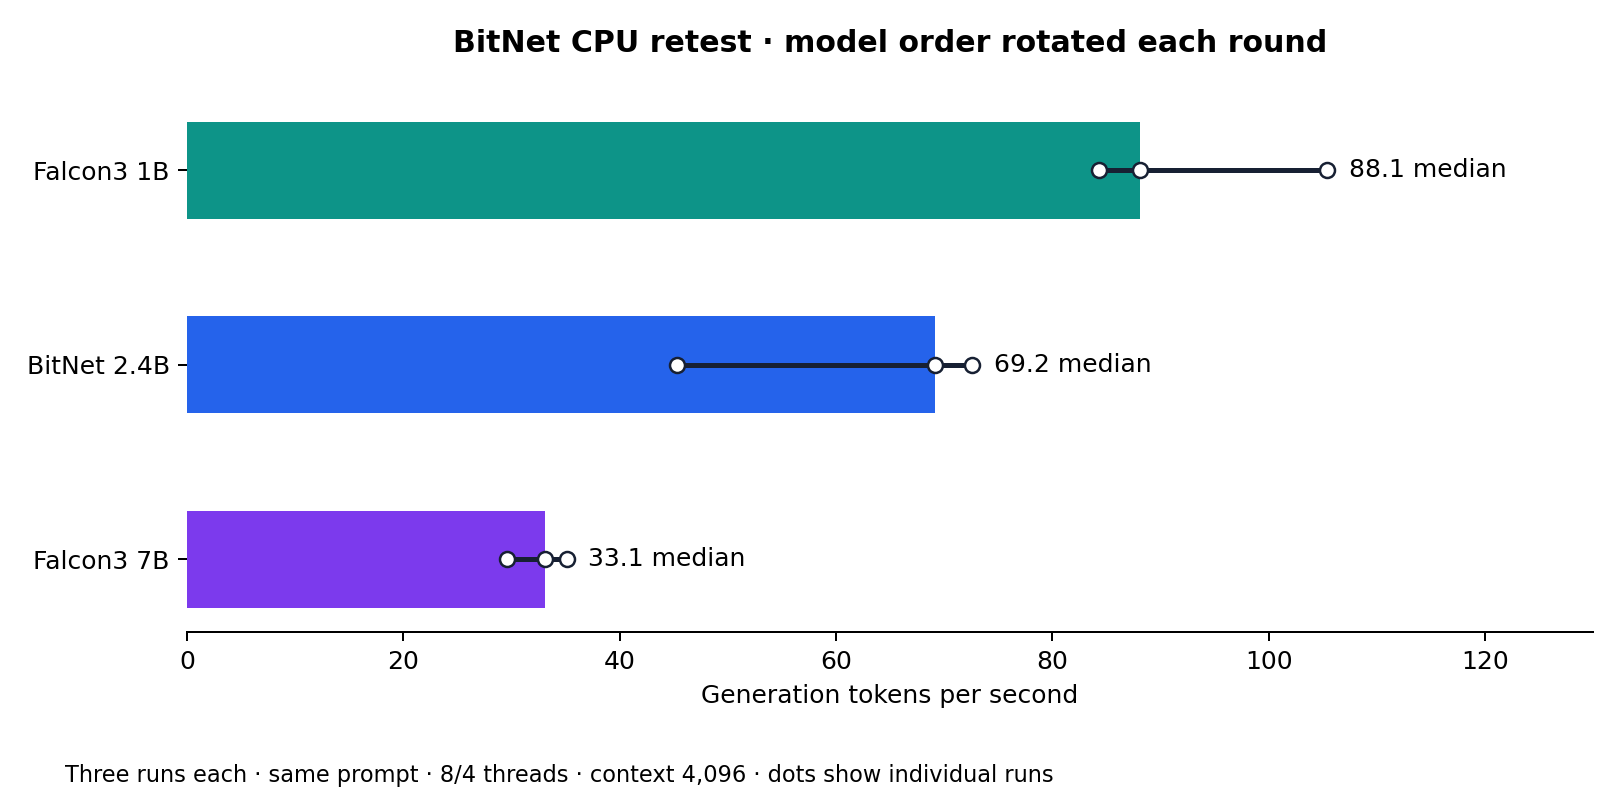 BitNet CPU retest · model order rotated each round
Falcon3 1B
88.1 median
BitNet 2.4B
69.2 median
Falcon3 7B
33.1 median
0 20 40 60 80 100 120
Generation tokens per second
Three runs each · same prompt · 8/4 threads · context 4,096 · dots show individual runs